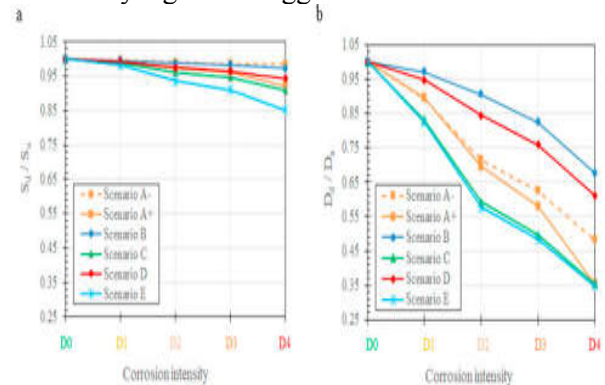 a
b
1.05
0.95
0.85
0.75
0.65
0.55
0.45
0.35
0.25
Sd / Su
Scenario A-
Scenario A+
Scenario B
Scenario C
Scenario D
Scenario E
D0 D1 D2 D3 D4
Corrosion intensity
1.05
0.95
0.85
0.75
0.65
0.55
0.45
0.35
0.25
Scenario A-
Scenario A+
Scenario B
Scenario C
Scenario D
Scenario E
D0 D1 D2 D3 D4
Corrosion intensity